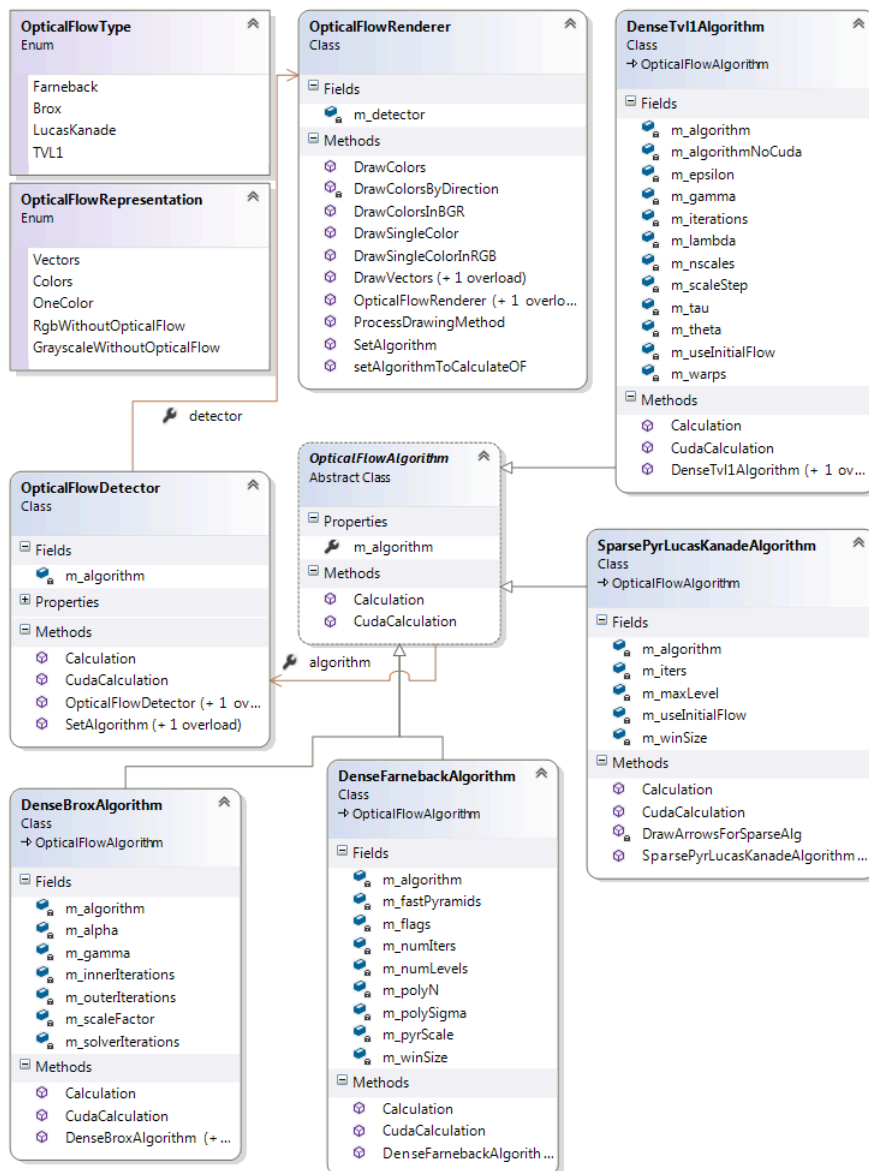 OpticalFlowType
Enum
Farneback
Brox
LucasKanade
TVL1
OpticalFlowRepresentation
Enum
Vectors
Colors
OneColor
RgbWithoutOpticalFlow
GrayscaleWithoutOpticalFlow
OpticalFlowRenderer
Class
Fields
m_detector
Methods
DrawColors
DrawColorsByDirection
DrawColorsInBGR
DrawSingleColor
DrawSingleColorInRGB
DrawVectors (+ 1 overload)
OpticalFlowRenderer (+ 1 overlo...
ProcessDrawingMethod
SetAlgorithm
setAlgorithmToCalculateOF
DenseTvl1Algorithm
Class
OpticalFlowAlgorithm
Fields
m_algorithm
m_algorithmNoCuda
m_epsilon
m_gamma
m_iterations
m_lambda
m_nscales
m_scaleStep
m_tau
m_theta
m_useInitialFlow
m_warps
Methods
Calculation
CudaCalculation
DenseTvl1Algorithm (+ 1 ov...
detector
OpticalFlowDetector
Class
Fields
m_algorithm
Properties
Methods
Calculation
CudaCalculation
OpticalFlowDetector (+ 1 ov...
SetAlgorithm (+ 1 overload)
OpticalFlowAlgorithm
Abstract Class
Properties
m_algorithm
Methods
Calculation
CudaCalculation
algorithm
SparsePyrLucasKanadeAlgorithm
Class
OpticalFlowAlgorithm
Fields
m_algorithm
m_iters
m_maxLevel
m_useInitialFlow
m_winSize
Methods
Calculation
CudaCalculation
DrawArrowsForSparseAlg
SparsePyrLucasKanadeAlgorithm...
DenseBroxAlgorithm
Class
OpticalFlowAlgorithm
Fields
m_algorithm
m_alpha
m_gamma
m_innerIterations
m_outerIterations
m_scaleFactor
m_solverIterations
Methods
Calculation
CudaCalculation
DenseBroxAlgorithm (+ ...
DenseFarnebackAlgorithm
Class
OpticalFlowAlgorithm
Fields
m_algorithm
m_fastPyramids
m_flags
m_numIters
m_numLevels
m_polyN
m_polySigma
m_pyrScale
m_winSize
Methods
Calculation
CudaCalculation
DenseFarnebackAlgorith...